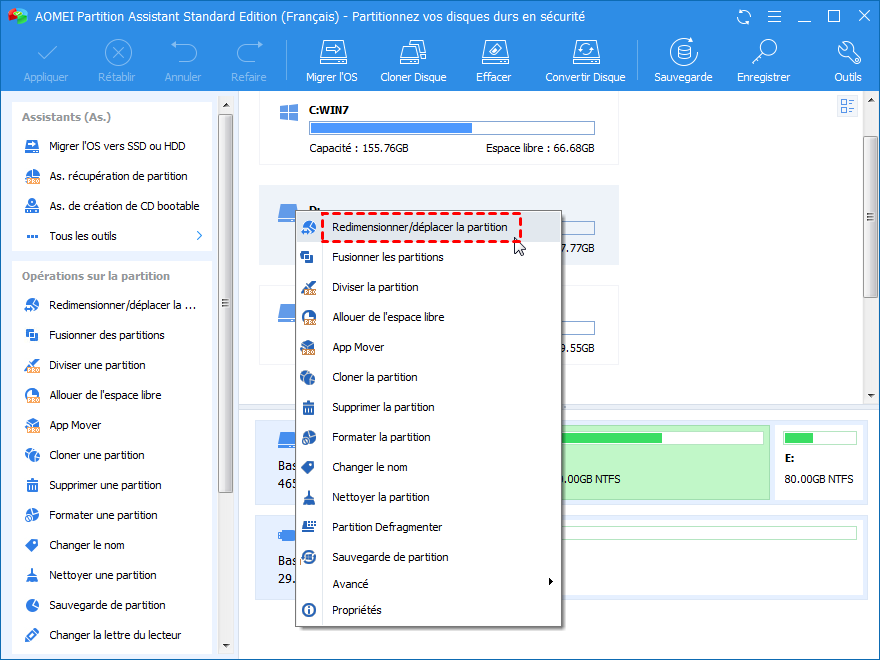 AOMEI Partition Assistant Standard Edition (Français) - Partitionnez vos disques durs en sécurité
Appliquer
Rétablir
Annuler
Refaire
Migrer l'OS
Cloner Disque
Effacer
Convertir Disque
Sauvegarde
Enregistrer
Outils
Assistants (As.)
Migrer l'OS vers SSD ou HDD
As. récupération de partition
As. de création de CD bootable
Tous les outils
Opérations sur la partition
Redimensionner/déplacer la ...
Fusionner des partitions
Diviser une partition
Allouer de l'espace libre
App Mover
Cloner une partition
Supprimer une partition
Formater une partition
Changer le nom
Nettoyer une partition
Sauvegarde de partition
Changer la lettre du lecteur
C:WIN7
Capacité : 155.76GB
Espace libre : 66.68GB
D:
7.77GB
9.55GB
Redimensionner/déplacer la partition
Fusionner les partitions
Diviser la partition
Allouer de l'espace libre
App Mover
Cloner la partition
Supprimer la partition
Formater la partition
Changer le nom
Nettoyer la partition
Partition Defragmenter
Sauvegarde de partition
Avancé
Propriétés
Bas
465
.00GB NTFS
E:
80.00GB NTFS
Bas
29.